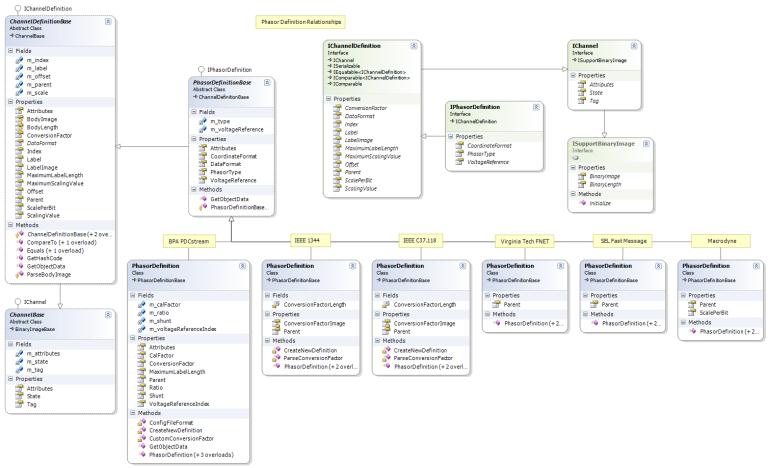 IChannelDefinition
ChannelDefinitionBase
Abstract Class
ChannelBase
Fields
m_index
m_label
m_offset
m_parent
m_scale
Properties
Attributes
BodyImage
BodyLength
ConversionFactor
DataFormat
Index
Label
LabelImage
MaximumLabelLength
MaximumScalingValue
Offset
Parent
ScalePerBit
ScalingValue
Methods
ChannelDefinitionBase(+ 2 ove...
CompareTo (+ 1 overload)
Equals (+ 1 overload)
GetHashCode
GetObjectData
ParseBodyImage
IChannel
ChannelBase
Abstract Class
BinaryImageBase
Fields
m_attributes
m_state
m_tag
Properties
Attributes
State
Tag
Phasor Definition Relationships
IPhasorDefinition
PhasorDefinitionBase
Abstract Class
ChannelDefinitionBase
Fields
m_type
m_voltageReference
Properties
Attributes
CoordinateFormat
DataFormat
PhasorType
VoltageReference
Methods
GetObjectData
PhasorDefinitionBase...
IChannelDefinition
Interface
IChannel
ISerializable
IEquatable<IChannelDefinition>
IComparable<IChannelDefinition>
IComparable
Properties
ConversionFactor
DataFormat
Index
Label
LabelImage
MaximumLabelLength
MaximumScalingValue
Offset
Parent
ScalePerBit
ScalingValue
IPhasorDefinition
Interface
IChannelDefinition
Properties
CoordinateFormat
PhasorType
VoltageReference
IChannel
Interface
ISupportBinaryImage
Properties
Attributes
State
Tag
ISupportBinaryImage
Interface
Properties
BinaryImage
BinaryLength
Methods
Initialize
BPA PDCstream
PhasorDefinition
Class
PhasorDefinitionBase
Fields
m_calFactor
m_ratio
m_shunt
m_voltageReferenceIndex
Properties
Attributes
CalFactor
ConversionFactor
MaximumLabelLength
Parent
Ratio
Shunt
VoltageReferenceIndex
Methods
ConfigFileFormat
CreateNewDefinition
CustomConversionFactor
GetObjectData
PhasorDefinition (+ 3 overloads)
IEEE 1344
PhasorDefinition
Class
PhasorDefinitionBase
Fields
ConversionFactorLength
Properties
ConversionFactorImage
Parent
Methods
CreateNewDefinition
ParseConversionFactor
PhasorDefinition (+ 2 overl...
IEEE C37.118
PhasorDefinition
Class
PhasorDefinitionBase
Fields
ConversionFactorLength
Properties
ConversionFactorImage
Parent
Methods
CreateNewDefinition
ParseConversionFactor
PhasorDefinition (+ 2 overl...
Virginia Tech FNET
PhasorDefinition
Class
PhasorDefinitionBase
Properties
Parent
Methods
PhasorDefinition (+ 2...
SEL Fast Message
PhasorDefinition
Class
PhasorDefinitionBase
Properties
Parent
Methods
PhasorDefinition (+ 2...
Macrodyne
PhasorDefinition
Class
PhasorDefinitionBase
Properties
Parent
ScalePerBit
Methods
PhasorDefinition (+ 2...